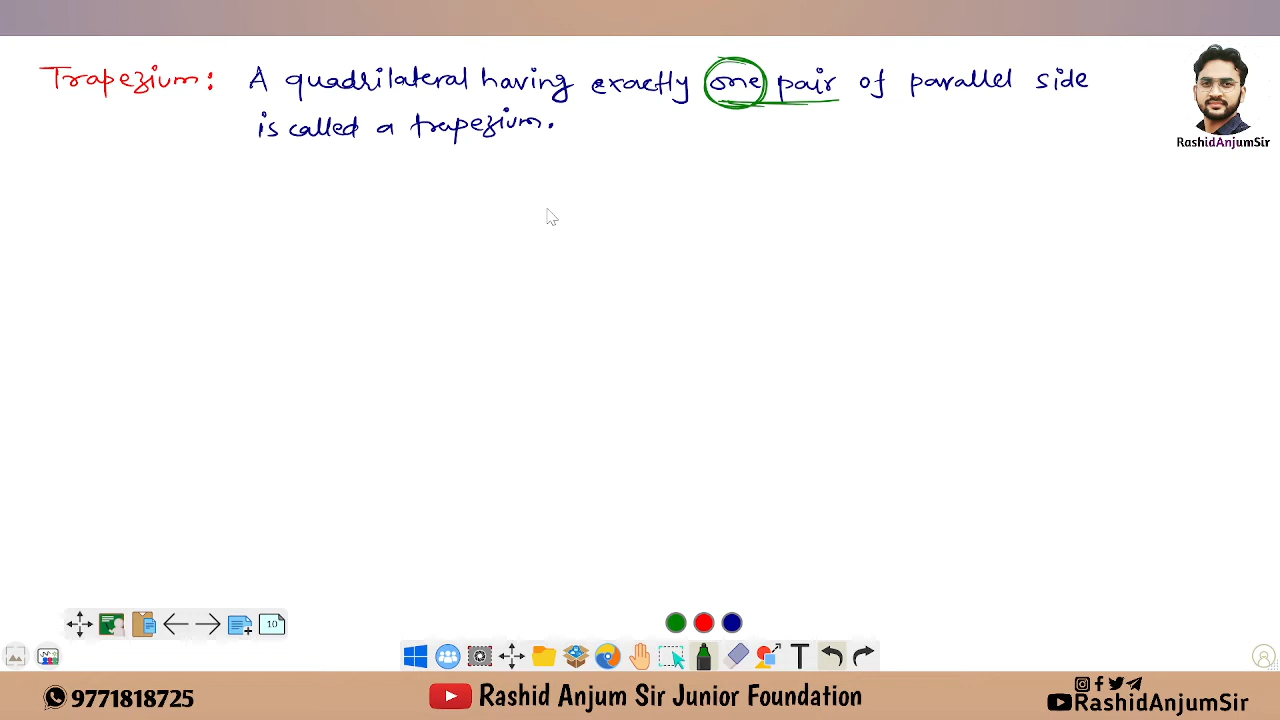 Trapezium: A quadrilateral having exactly one pair of parallel side
is called a trapezium.
RashidAnjumSir
10
T
9771818725
Rashid Anjum Sir Junior Foundation
RashidAnjumSir